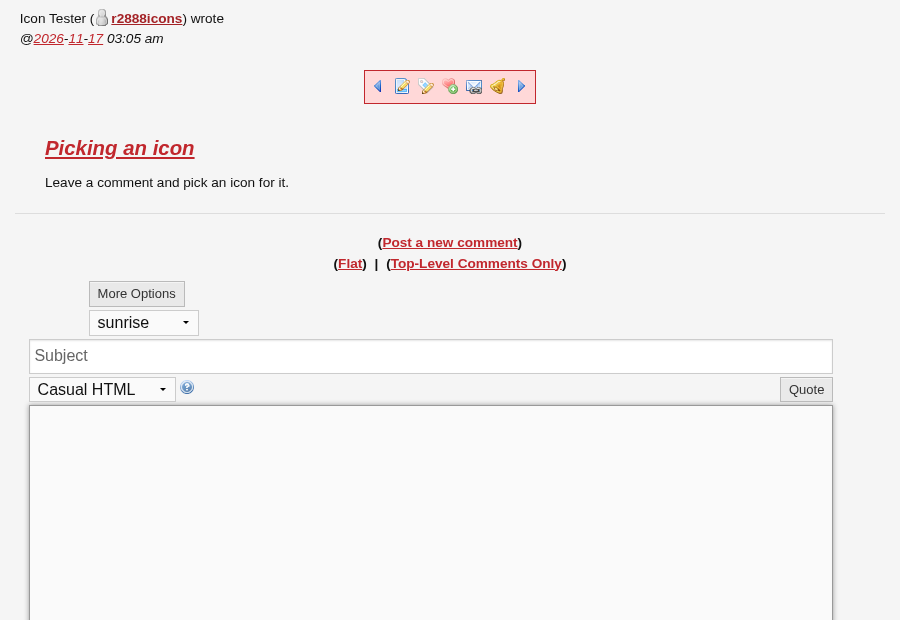 Icon Tester (r2888icons) wrote
@2026-11-17 03:05 am
Picking an icon
Leave a comment and pick an icon for it.
(Post a new comment)
(Flat) | (Top-Level Comments Only)
More Options
sunrise
Subject
Casual HTML
Quote